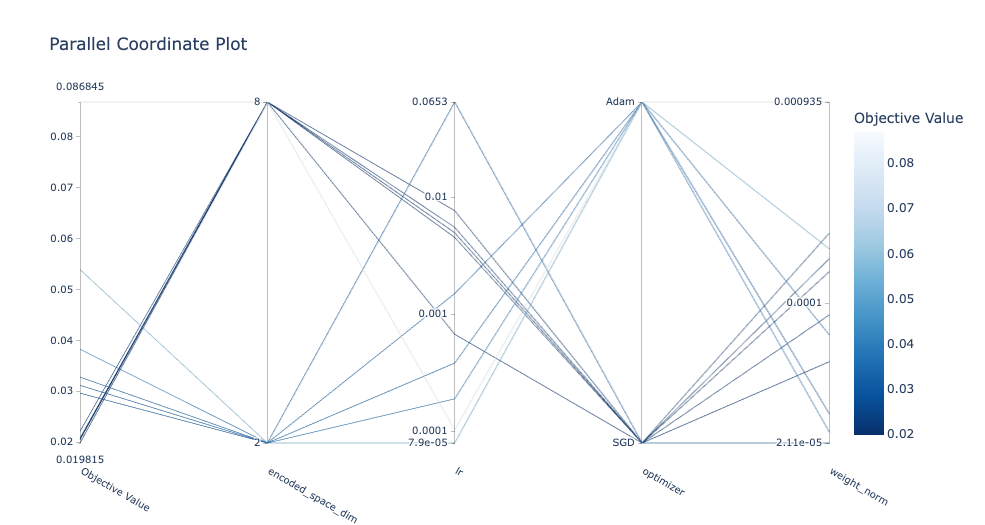 Parallel Coordinate Plot
0.086845
0.08
0.07
0.06
0.05
0.04
0.03
0.02
0.019815
Objective Value
8
2
encoded_space_dim
0.0653
0.01
0.001
0.0001
7.9e-05
lr
Adam
SGD
optimizer
0.000935
0.0001
2.11e-05
weight_norm
Objective Value
0.08
0.07
0.06
0.05
0.04
0.03
0.02